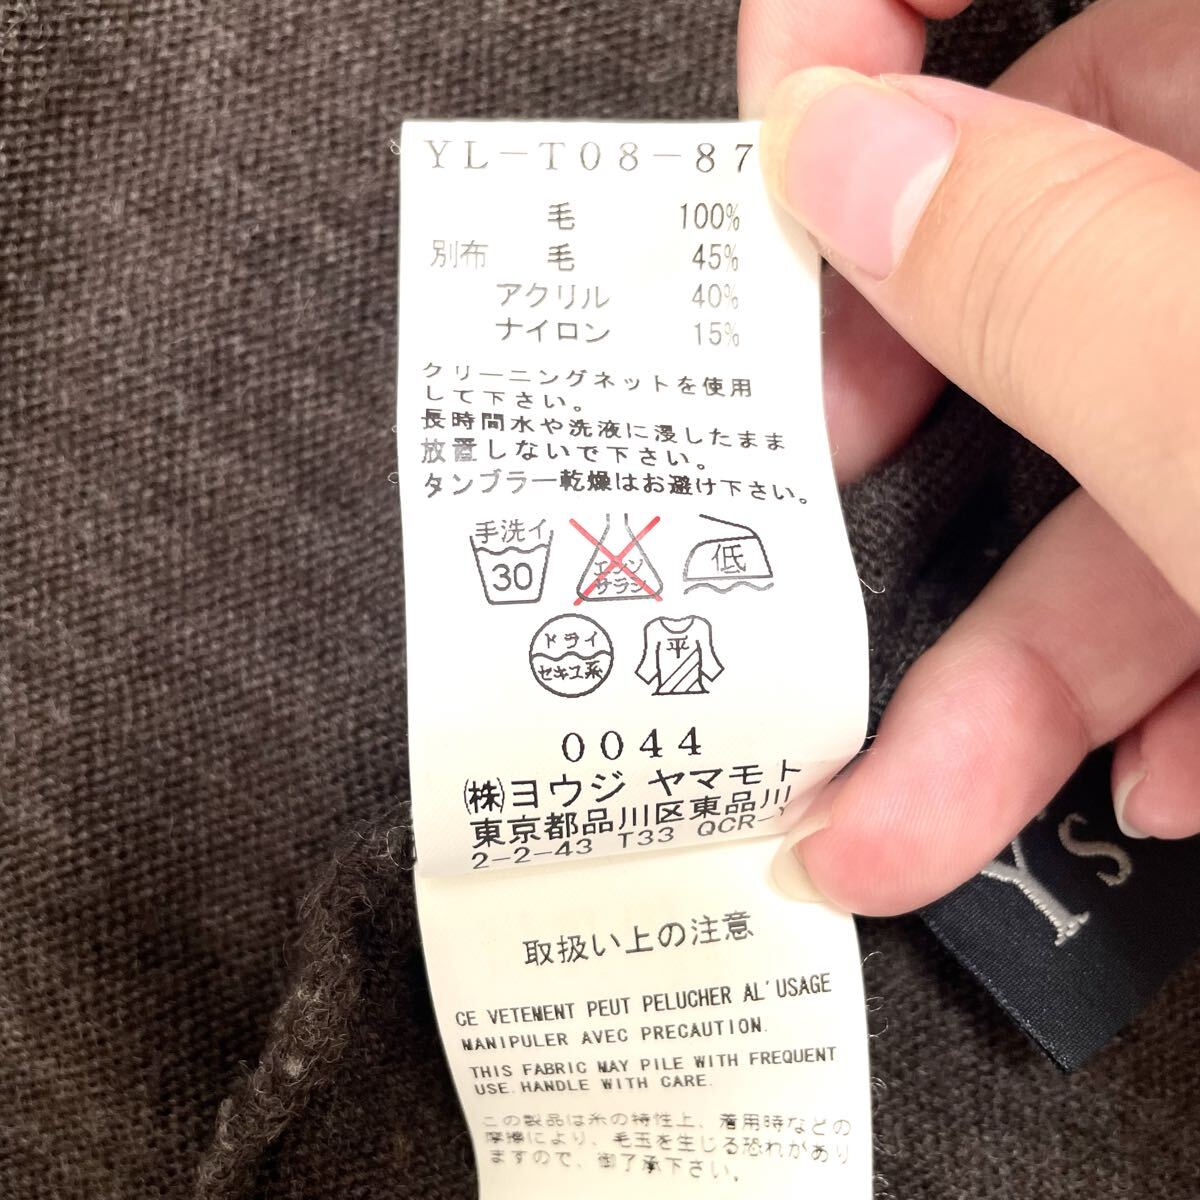 YL-T08-87
毛 100%
別布 毛 45%
アクリル 40%
ナイロン 15%
クリーニングネットを使用
して下さい。
長時間水や洗液に浸したまま
放置しないで下さい。
タンブラー乾燥はお避け下さい。
手洗イ
30
エンソ
サラシ
低
ドライ
セキユ系
平
0044
㈱ヨウジ ヤマモト
東京都品川区東品川
2-2-43 T33 QCR-Y
Y's
取扱い上の注意
CE VETEMENT PEUT PELUCHER AL'USAGE
MANIPULER AVEC PRECAUTION.
THIS FABRIC MAY PILE WITH FREQUENT
USE.HANDLE WITH CARE.
この製品は糸の特性上、着用時などの
摩擦により、毛玉を生じる恐れがあり
ますので、御了承下さい。